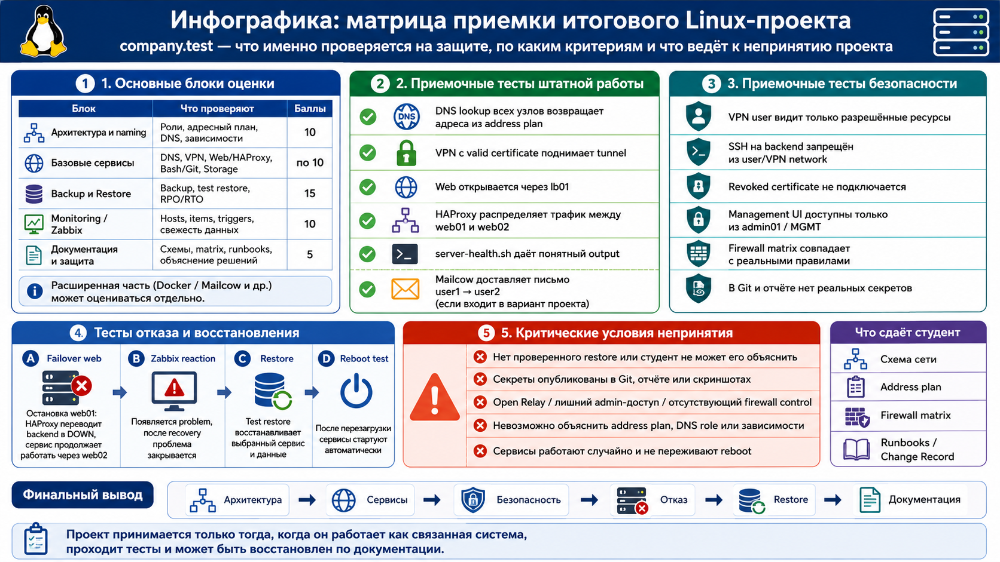 Инфографика: матрица приемки итогового Linux-проекта
company.test — что именно проверяется на защите, по каким критериям и что ведёт к непринятию проекта
1 1. Основные блоки оценки
Блок Что проверяют Баллы
Архитектура и naming
Роли, адресный план,
DNS, зависимости
10
Базовые сервисы
DNS, VPN, Web/HAProxy,
Bash/Git, Storage
по 10
Backup и Restore
Backup, test restore,
RPO/RTO
15
Monitoring /
Zabbix
Hosts, items, triggers,
свежесть данных
10
Документация
и защита
Схемы, matrix, runbooks,
объяснение решений
5
i
Расширенная часть (Docker / Mailcow и др.)
может оцениваться отдельно.
2 2. Приемочные тесты штатной работы
DNS
DNS lookup всех узлов возвращает
адреса из address plan
VPN с valid certificate поднимает tunnel
Web открывается через lb01
HAProxy распределяет трафик между
web01 и web02
>_
server-health.sh даёт понятный output
Mailcow доставляет письмо
user1 → user2
(если входит в вариант проекта)
3 3. Приемочные тесты безопасности
VPN user видит только разрешённые ресурсы
>_
SSH на backend запрещён
из user/VPN network
Revoked certificate не подключается
Management UI доступны только
из admin01 / MGMT
Firewall matrix совпадает
с реальными правилами
В Git и отчёте нет реальных секретов
4. Тесты отказа и восстановления
A Failover web
Остановка web01:
HAProxy переводит
backend в DOWN,
сервис продолжает
работать через web02
B Zabbix reaction
Появляется problem,
после recovery
проблема
закрывается
C Restore
Test restore
восстанавливает
выбранный сервис
и данные
D Reboot test
После перезагрузки
сервисы стартуют
автоматически
5 5. Критические условия непринятия
Нет проверенного restore или студент не может его объяснить
Секреты опубликованы в Git, отчёте или скриншотах
Open Relay / лишний admin-доступ / отсутствующий firewall control
Невозможно объяснить address plan, DNS role или зависимости
Сервисы работают случайно и не переживают reboot
Что сдаёт студент
Схема сети
Address plan
Firewall matrix
Runbooks /
Change Record
Финальный вывод
Архитектура
Сервисы
Безопасность
Отказ
Restore
Документация
Проект принимается только тогда, когда он работает как связанная система,
проходит тесты и может быть восстановлен по документации.